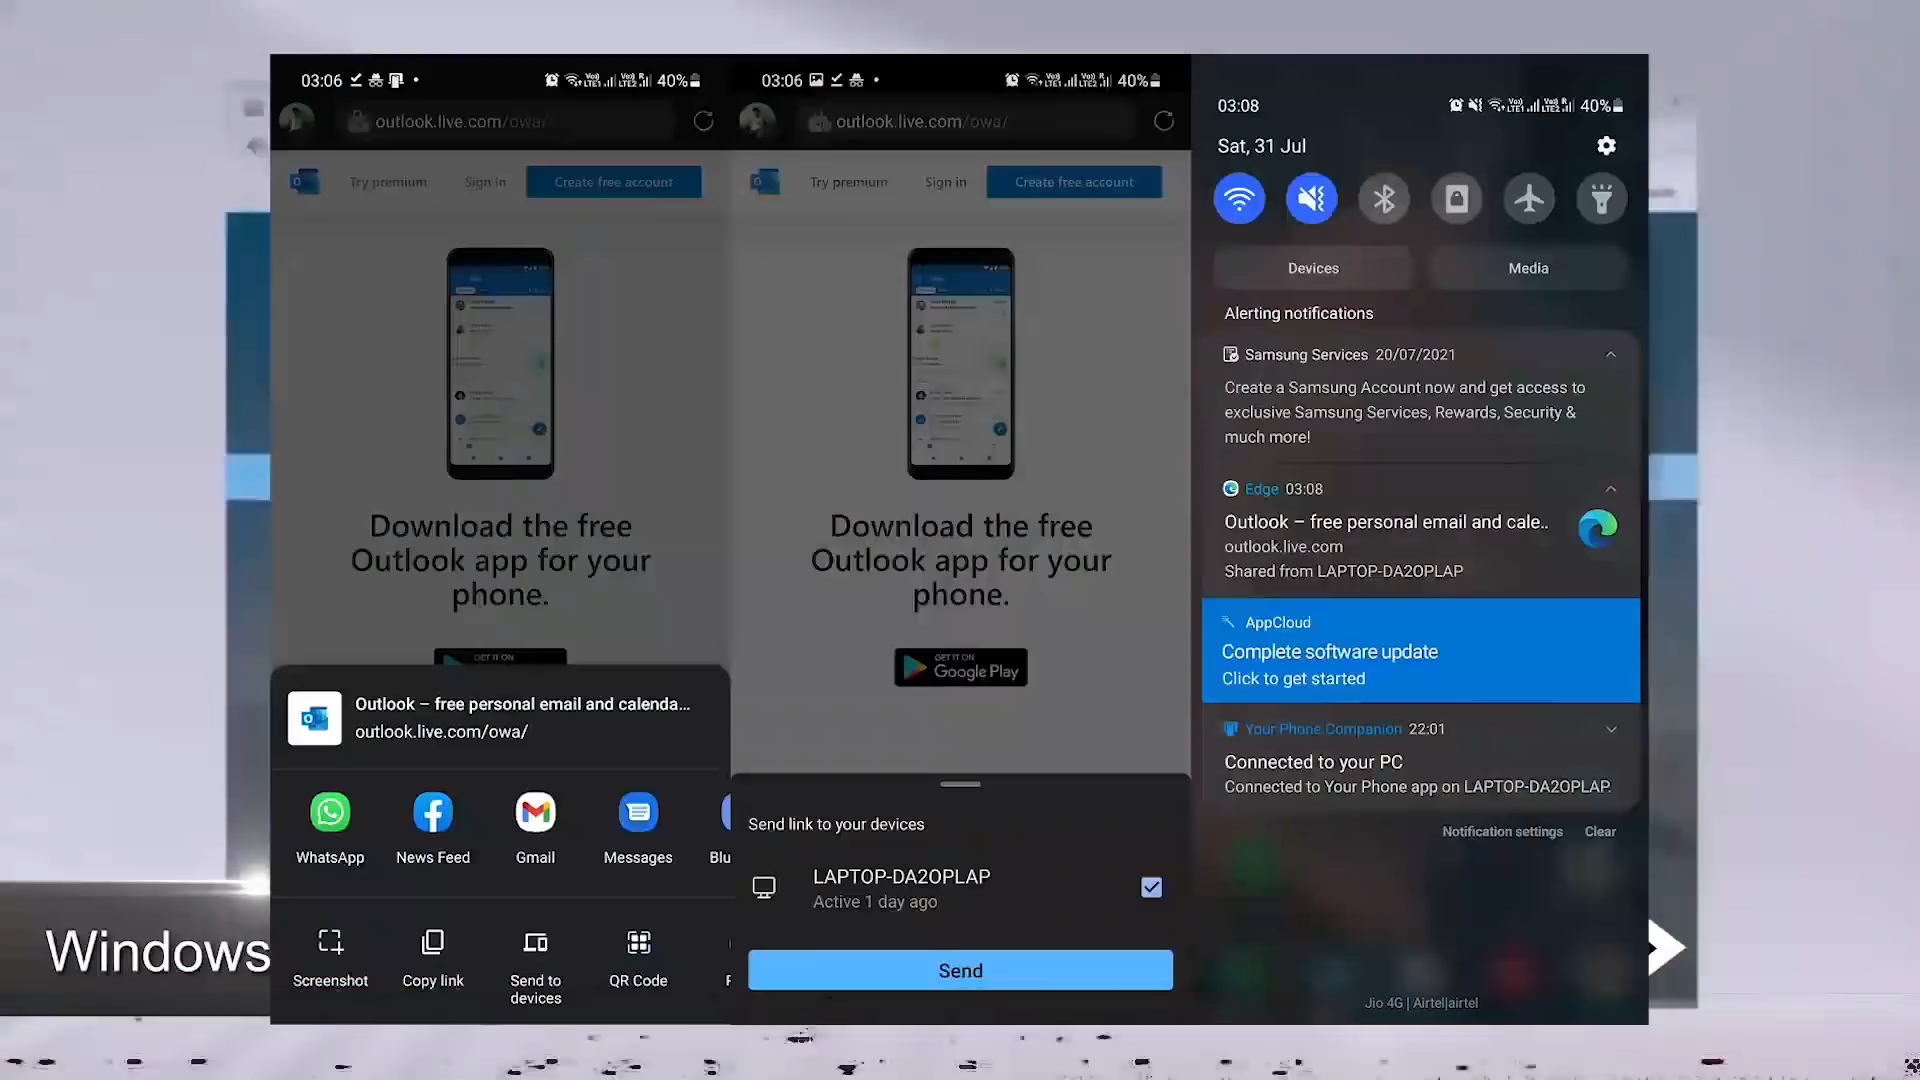 03:06
40%
outlook.live.com/owa/
Try premium
Sign in
Create free account
Download the free
Outlook app for your
phone.
GET IT ON
Outlook – free personal email and calenda...
outlook.live.com/owa/
WhatsApp
News Feed
Gmail
Messages
Blu
Screenshot
Copy link
Send to
devices
QR Code
03:06
40%
outlook.live.com/owa/
Try premium
Sign in
Create free account
Download the free
Outlook app for your
phone.
GET IT ON
Google Play
Send link to your devices
LAPTOP-DA2OPLAP
Active 1 day ago
Send
03:08
40%
Sat, 31 Jul
Devices
Media
Alerting notifications
Samsung Services 20/07/2021
Create a Samsung Account now and get access to
exclusive Samsung Services, Rewards, Security &
much more!
Edge 03:08
Outlook – free personal email and cale..
outlook.live.com
Shared from LAPTOP-DA2OPLAP
AppCloud
Complete software update
Click to get started
Your Phone Companion 22:01
Connected to your PC
Connected to Your Phone app on LAPTOP-DA2OPLAP.
Notification settings
Clear
Jio 4G | Airtel|airtel
Windows